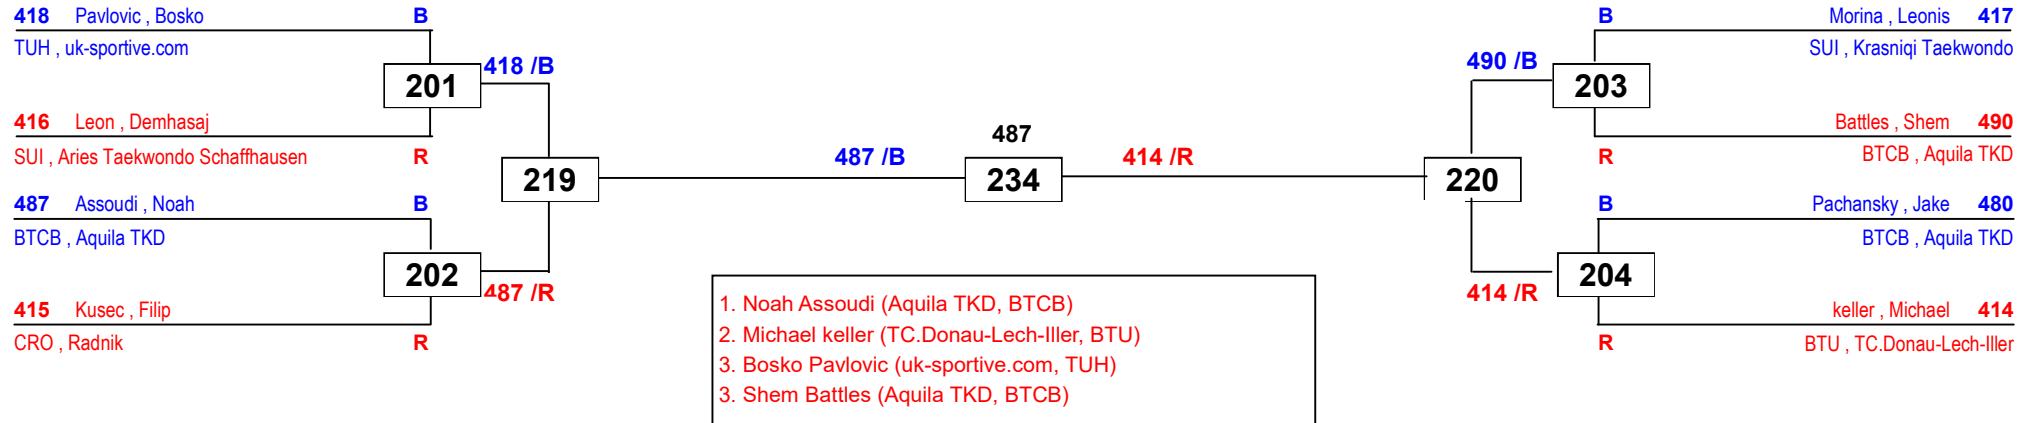 418 Pavlovic , Bosko B
TUH , uk-sportive.com
201
418 /B
416 Leon , Demhasaj
SUI , Aries Taekwondo Schaffhausen R
219
487 Assoudi , Noah B
BTCB , Aquila TKD
202
487 /R
415 Kusec , Filip
CRO , Radnik R
487 /B
487
234
414 /R
B Morina , Leonis 417
SUI , Krasniqi Taekwondo
490 /B
203
Battles , Shem 490
R BTCB , Aquila TKD
220
B Pachansky , Jake 480
BTCB , Aquila TKD
204
414 /R
keller , Michael 414
R BTU , TC.Donau-Lech-Iller
1. Noah Assoudi (Aquila TKD, BTCB)
2. Michael keller (TC.Donau-Lech-Iller, BTU)
3. Bosko Pavlovic (uk-sportive.com, TUH)
3. Shem Battles (Aquila TKD, BTCB)